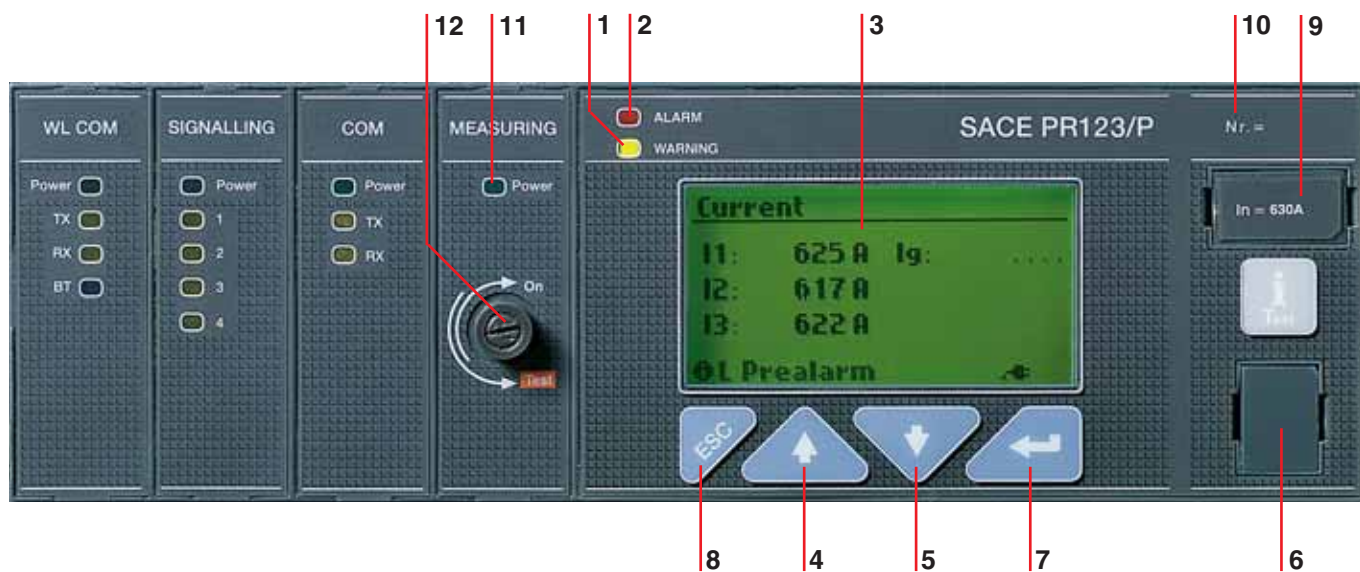 12 11 1 2 3 10 9
WL COM
Power
TX
RX
BT
SIGNALLING
Power
1
2
3
4
COM
Power
TX
RX
MEASURING
Power
On
Test
ALARM
WARNING
SACE PR123/P
Current
I1: 625 A Ig: ....
I2: 617 A
I3: 622 A
L Prealarm
ESC
Nr. =
In = 630A
i
Test
8 4 5 7 6